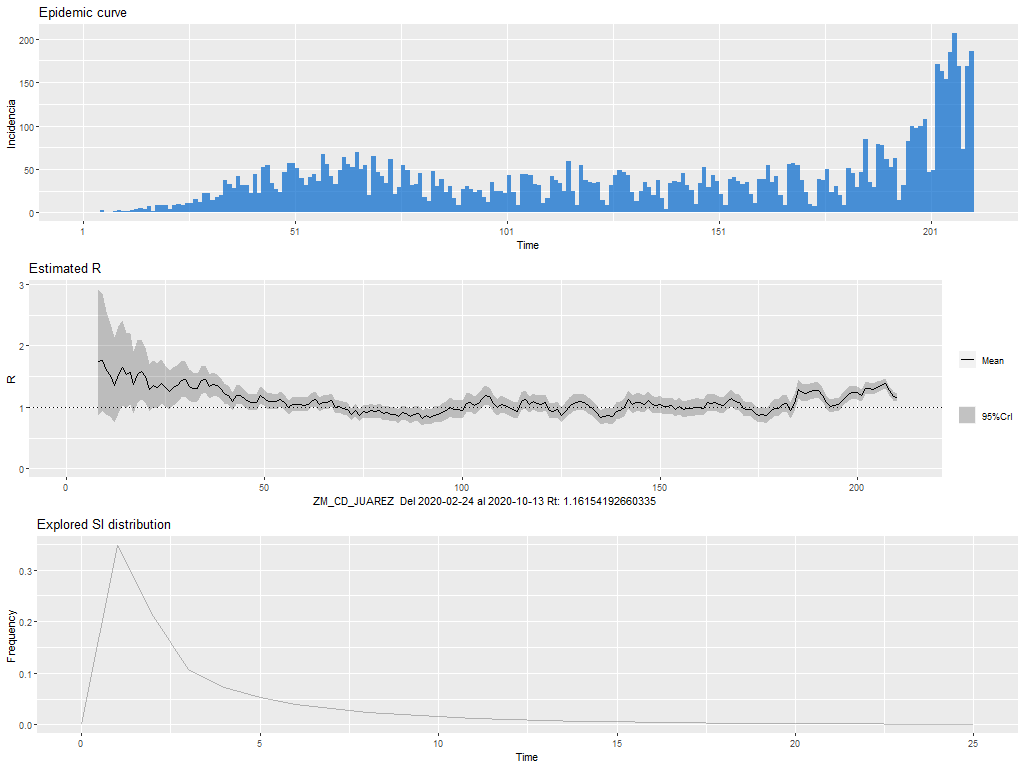 Epidemic curve
200
150
100
50
0
Incidencia
1 51 101 151 201
Time
Estimated R
3
2
1
0
R
0 50 100 150 200
ZM_CD_JUAREZ Del 2020-02-24 al 2020-10-13 Rt: 1.16154192660335
Mean
95%CrI
Explored SI distribution
0.3
0.2
0.1
0.0
Frequency
0 5 10 15 20 25
Time